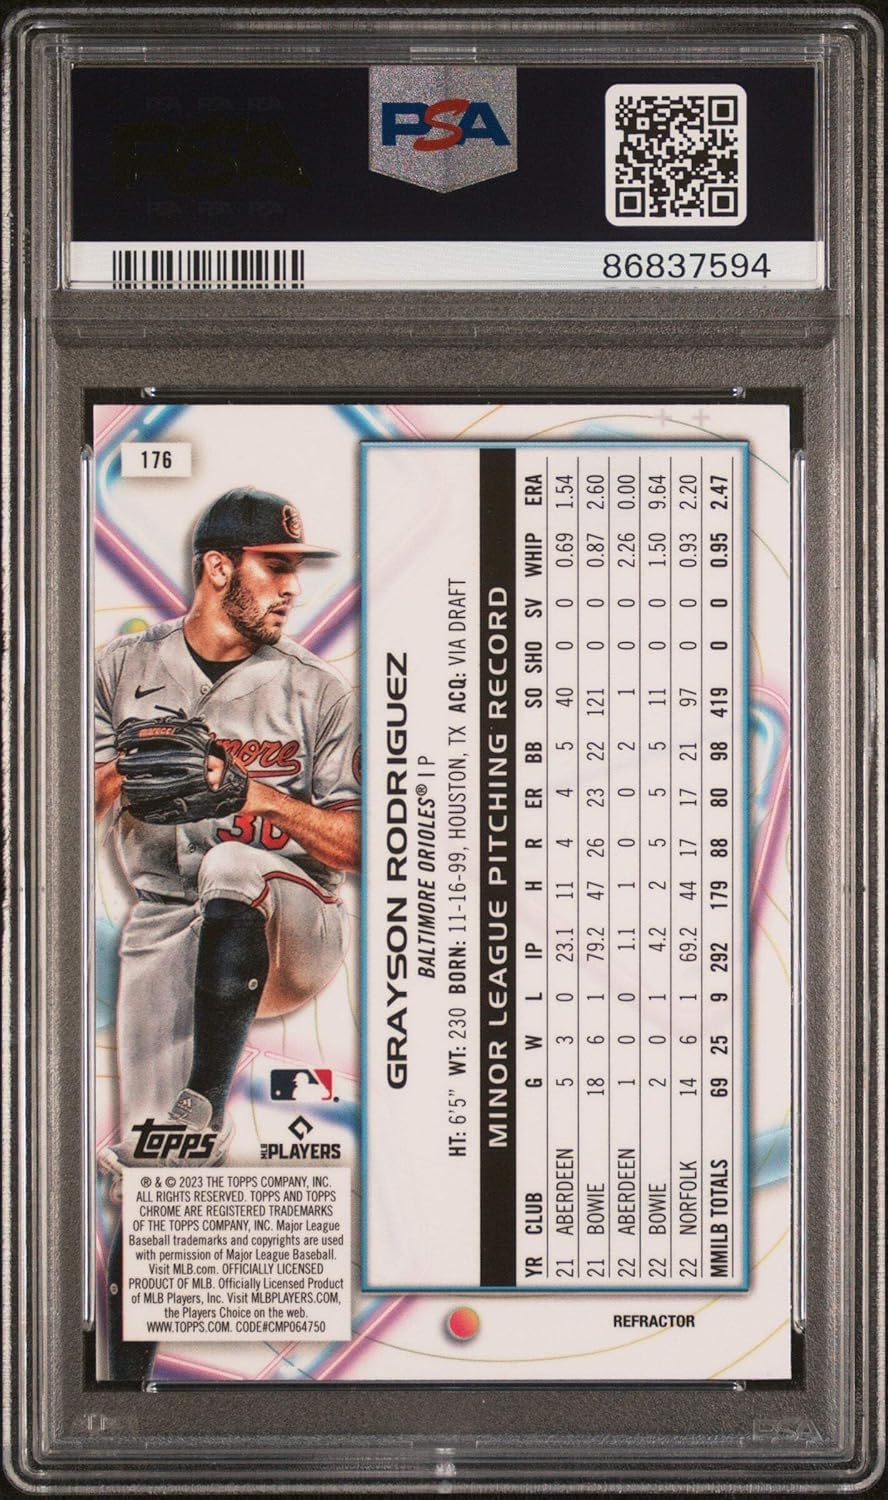 PSA
86837594
176
GRAYSON RODRIGUEZ
BALTIMORE ORIOLES® | P
HT: 6'5" WT: 230 BORN: 11-16-99, HOUSTON, TX ACQ: VIA DRAFT
MINOR LEAGUE PITCHING RECORD
YR CLUB G W L IP H R ER BB SO SHO SV WHIP ERA
21 ABERDEEN 5 3 0 23.1 11 4 4 5 40 0 0 0.69 1.54
21 BOWIE 18 6 1 79.2 47 26 23 22 121 0 0 0.87 2.60
22 ABERDEEN 1 0 0 1.1 1 0 0 2 1 0 0 2.26 0.00
22 BOWIE 2 0 1 4.2 2 5 5 5 11 0 0 1.50 9.64
22 NORFOLK 14 6 1 69.2 44 17 17 21 97 0 0 0.93 2.20
MMILB TOTALS 69 25 9 292 179 88 80 98 419 0 0 0.95 2.47
marucci
more
30
topps
MLB PLAYERS
® & © 2023 THE TOPPS COMPANY, INC.
ALL RIGHTS RESERVED. TOPPS AND TOPPS
CHROME ARE REGISTERED TRADEMARKS
OF THE TOPPS COMPANY, INC. Major League
Baseball trademarks and copyrights are used
with permission of Major League Baseball.
Visit MLB.com. OFFICIALLY LICENSED
PRODUCT OF MLB. Officially Licensed Product
of MLB Players, Inc. Visit MLBPLAYERS.COM,
the Players Choice on the web.
WWW.TOPPS.COM. CODE#CMP064750
REFRACTOR
PSA